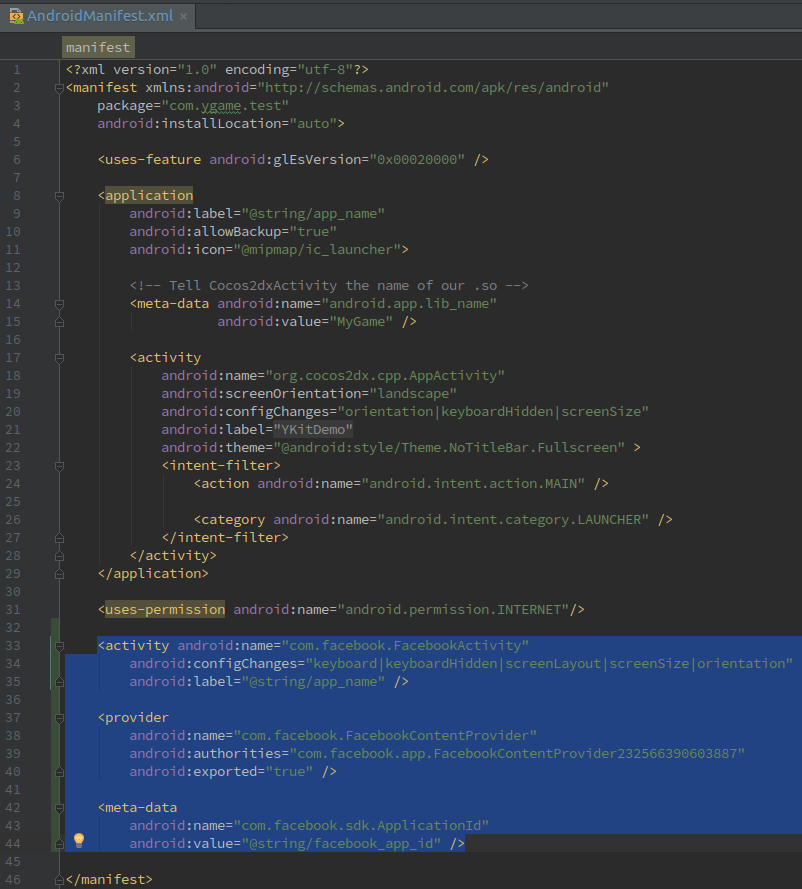 AndroidManifest.xml ×
manifest
1 <?xml version="1.0" encoding="utf-8"?>
2 <manifest xmlns:android="http://schemas.android.com/apk/res/android"
3 package="com.ygame.test"
4 android:installLocation="auto">
5
6 <uses-feature android:glEsVersion="0x00020000" />
7
8 <application
9 android:label="@string/app_name"
10 android:allowBackup="true"
11 android:icon="@mipmap/ic_launcher">
12
13 <!-- Tell Cocos2dxActivity the name of our .so -->
14 <meta-data android:name="android.app.lib_name"
15 android:value="MyGame" />
16
17 <activity
18 android:name="org.cocos2dx.cpp.AppActivity"
19 android:screenOrientation="landscape"
20 android:configChanges="orientation|keyboardHidden|screenSize"
21 android:label="YKitDemo"
22 android:theme="@android:style/Theme.NoTitleBar.Fullscreen" >
23 <intent-filter>
24 <action android:name="android.intent.action.MAIN" />
25
26 <category android:name="android.intent.category.LAUNCHER" />
27 </intent-filter>
28 </activity>
29 </application>
30
31 <uses-permission android:name="android.permission.INTERNET"/>
32
33 <activity android:name="com.facebook.FacebookActivity"
34 android:configChanges="keyboard|keyboardHidden|screenLayout|screenSize|orientation"
35 android:label="@string/app_name" />
36
37 <provider
38 android:name="com.facebook.FacebookContentProvider"
39 android:authorities="com.facebook.app.FacebookContentProvider232566390603887"
40 android:exported="true" />
41
42 <meta-data
43 android:name="com.facebook.sdk.ApplicationId"
44 android:value="@string/facebook_app_id" />
45
46 </manifest>